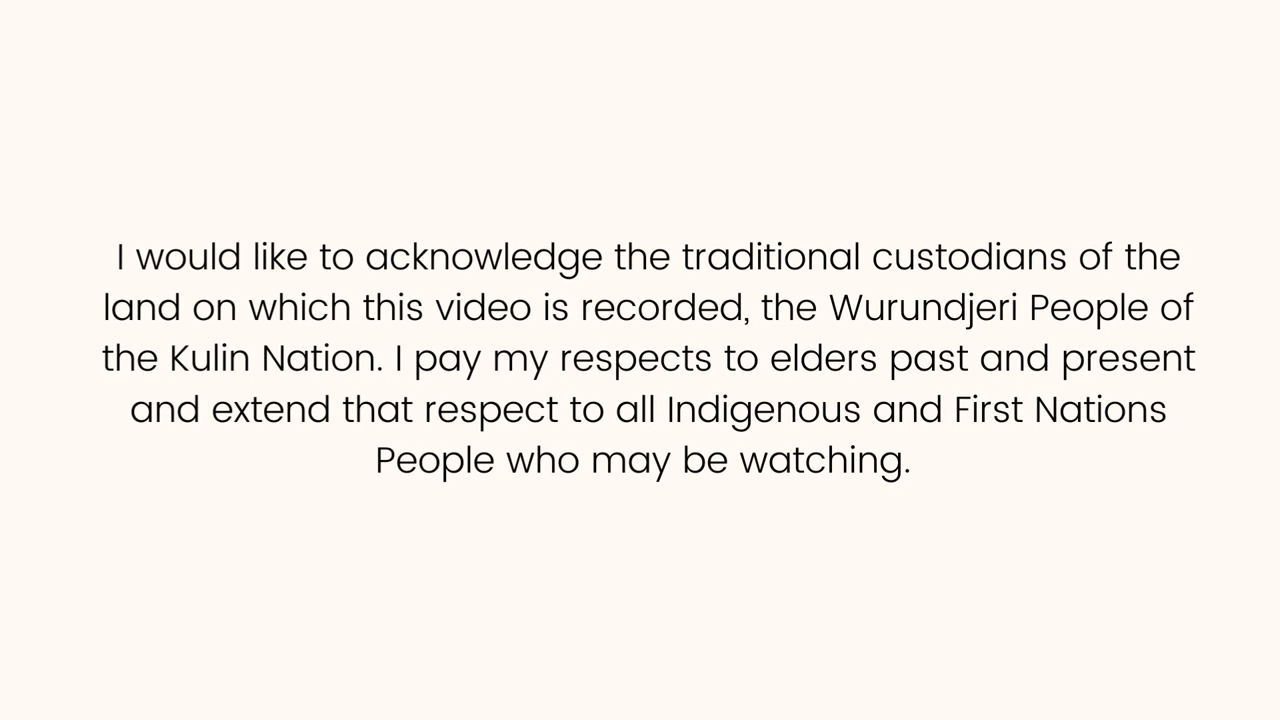 I would like to acknowledge the traditional custodians of the
land on which this video is recorded, the Wurundjeri People of
the Kulin Nation. I pay my respects to elders past and present
and extend that respect to all Indigenous and First Nations
People who may be watching.